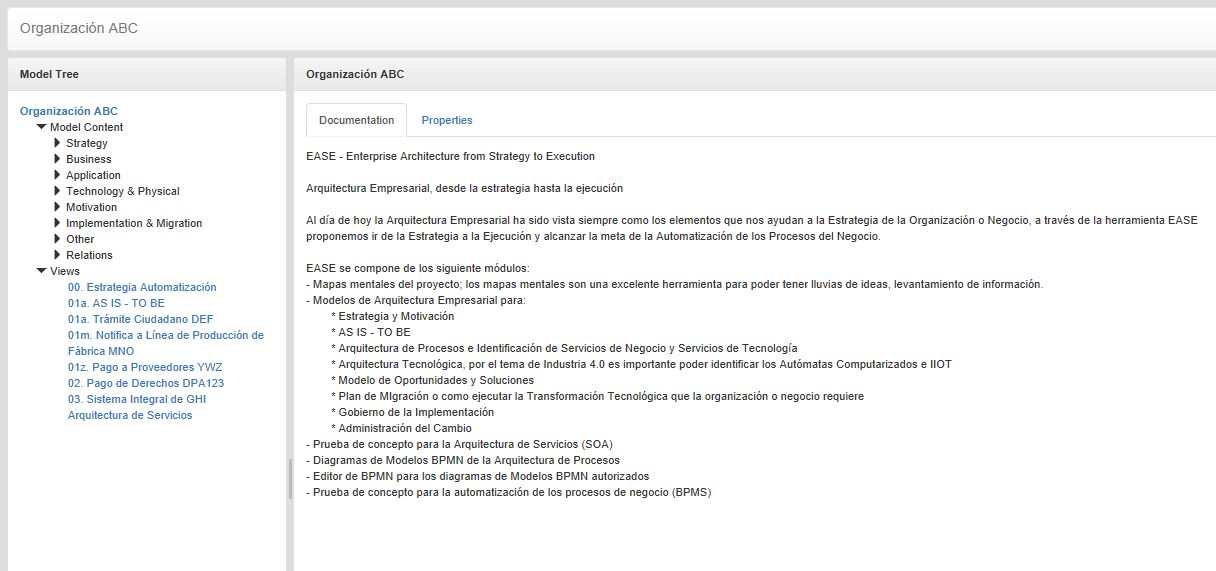 Organización ABC
Model Tree
Organización ABC
Model Content
Strategy
Business
Application
Technology & Physical
Motivation
Implementation & Migration
Other
Relations
Views
00. Estrategia Automatización
01a. AS IS - TO BE
01a. Trámite Ciudadano DEF
01m. Notifica a Línea de Producción de
Fábrica MNO
01z. Pago a Proveedores YWZ
02. Pago de Derechos DPA123
03. Sistema Integral de GHI
Arquitectura de Servicios
Organización ABC
Documentation
Properties
EASE - Enterprise Architecture from Strategy to Execution
Arquitectura Empresarial, desde la estrategia hasta la ejecución
Al día de hoy la Arquitectura Empresarial ha sido vista siempre como los elementos que nos ayudan a la Estrategia de la Organización o Negocio, a través de la herramienta EASE
proponemos ir de la Estrategia a la Ejecución y alcanzar la meta de la Automatización de los Procesos del Negocio.
EASE se compone de los siguiente módulos:
- Mapas mentales del proyecto; los mapas mentales son una excelente herramienta para poder tener lluvias de ideas, levantamiento de información.
- Modelos de Arquitectura Empresarial para:
* Estrategia y Motivación
* AS IS - TO BE
* Arquitectura de Procesos e Identificación de Servicios de Negocio y Servicios de Tecnología
* Arquitectura Tecnológica, por el tema de Industria 4.0 es importante poder identificar los Autómatas Computarizados e IIOT
* Modelo de Oportunidades y Soluciones
* Plan de MIgración o como ejecutar la Transformación Tecnológica que la organización o negocio requiere
* Gobierno de la Implementación
* Administración del Cambio
- Prueba de concepto para la Arquitectura de Servicios (SOA)
- Diagramas de Modelos BPMN de la Arquitectura de Procesos
- Editor de BPMN para los diagramas de Modelos BPMN autorizados
- Prueba de concepto para la automatización de los procesos de negocio (BPMS)